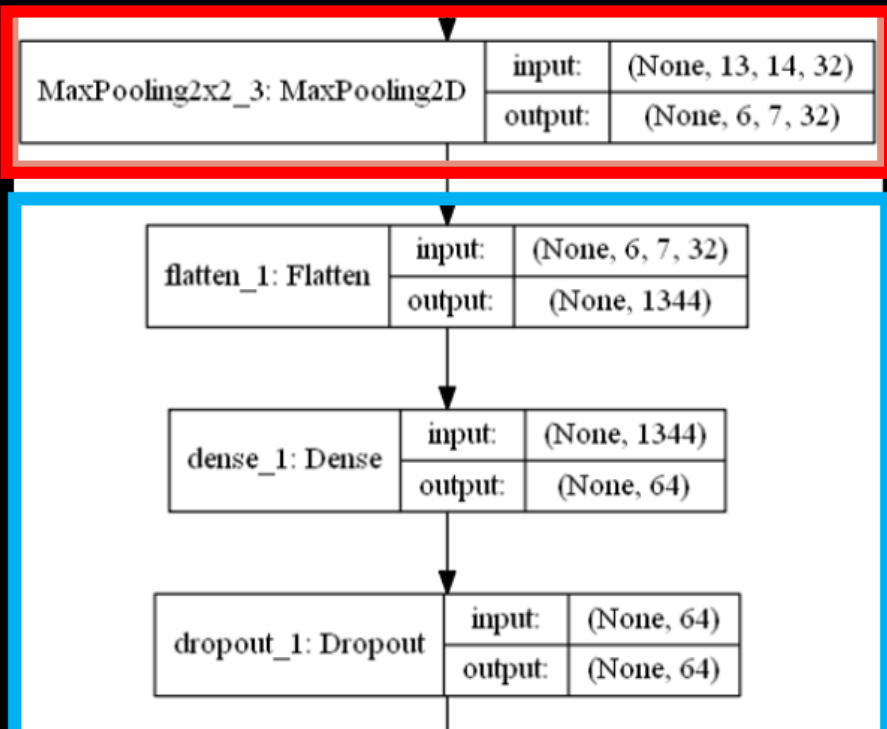 MaxPooling2x2_3: MaxPooling2D
input: (None, 13, 14, 32)
output: (None, 6, 7, 32)
flatten_1: Flatten
input: (None, 6, 7, 32)
output: (None, 1344)
dense_1: Dense
input: (None, 1344)
output: (None, 64)
dropout_1: Dropout
input: (None, 64)
output: (None, 64)